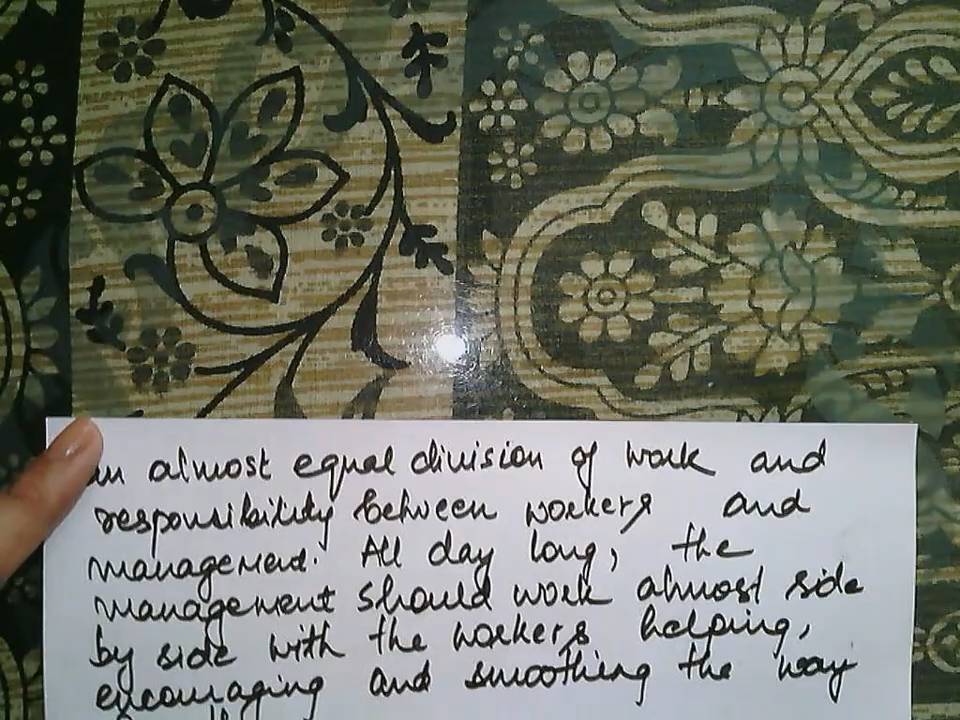 an almost equal division of work and
responsibility between workers and
management. All day long, the
management should work almost side
by side with the workers helping,
encouraging and smoothing the way